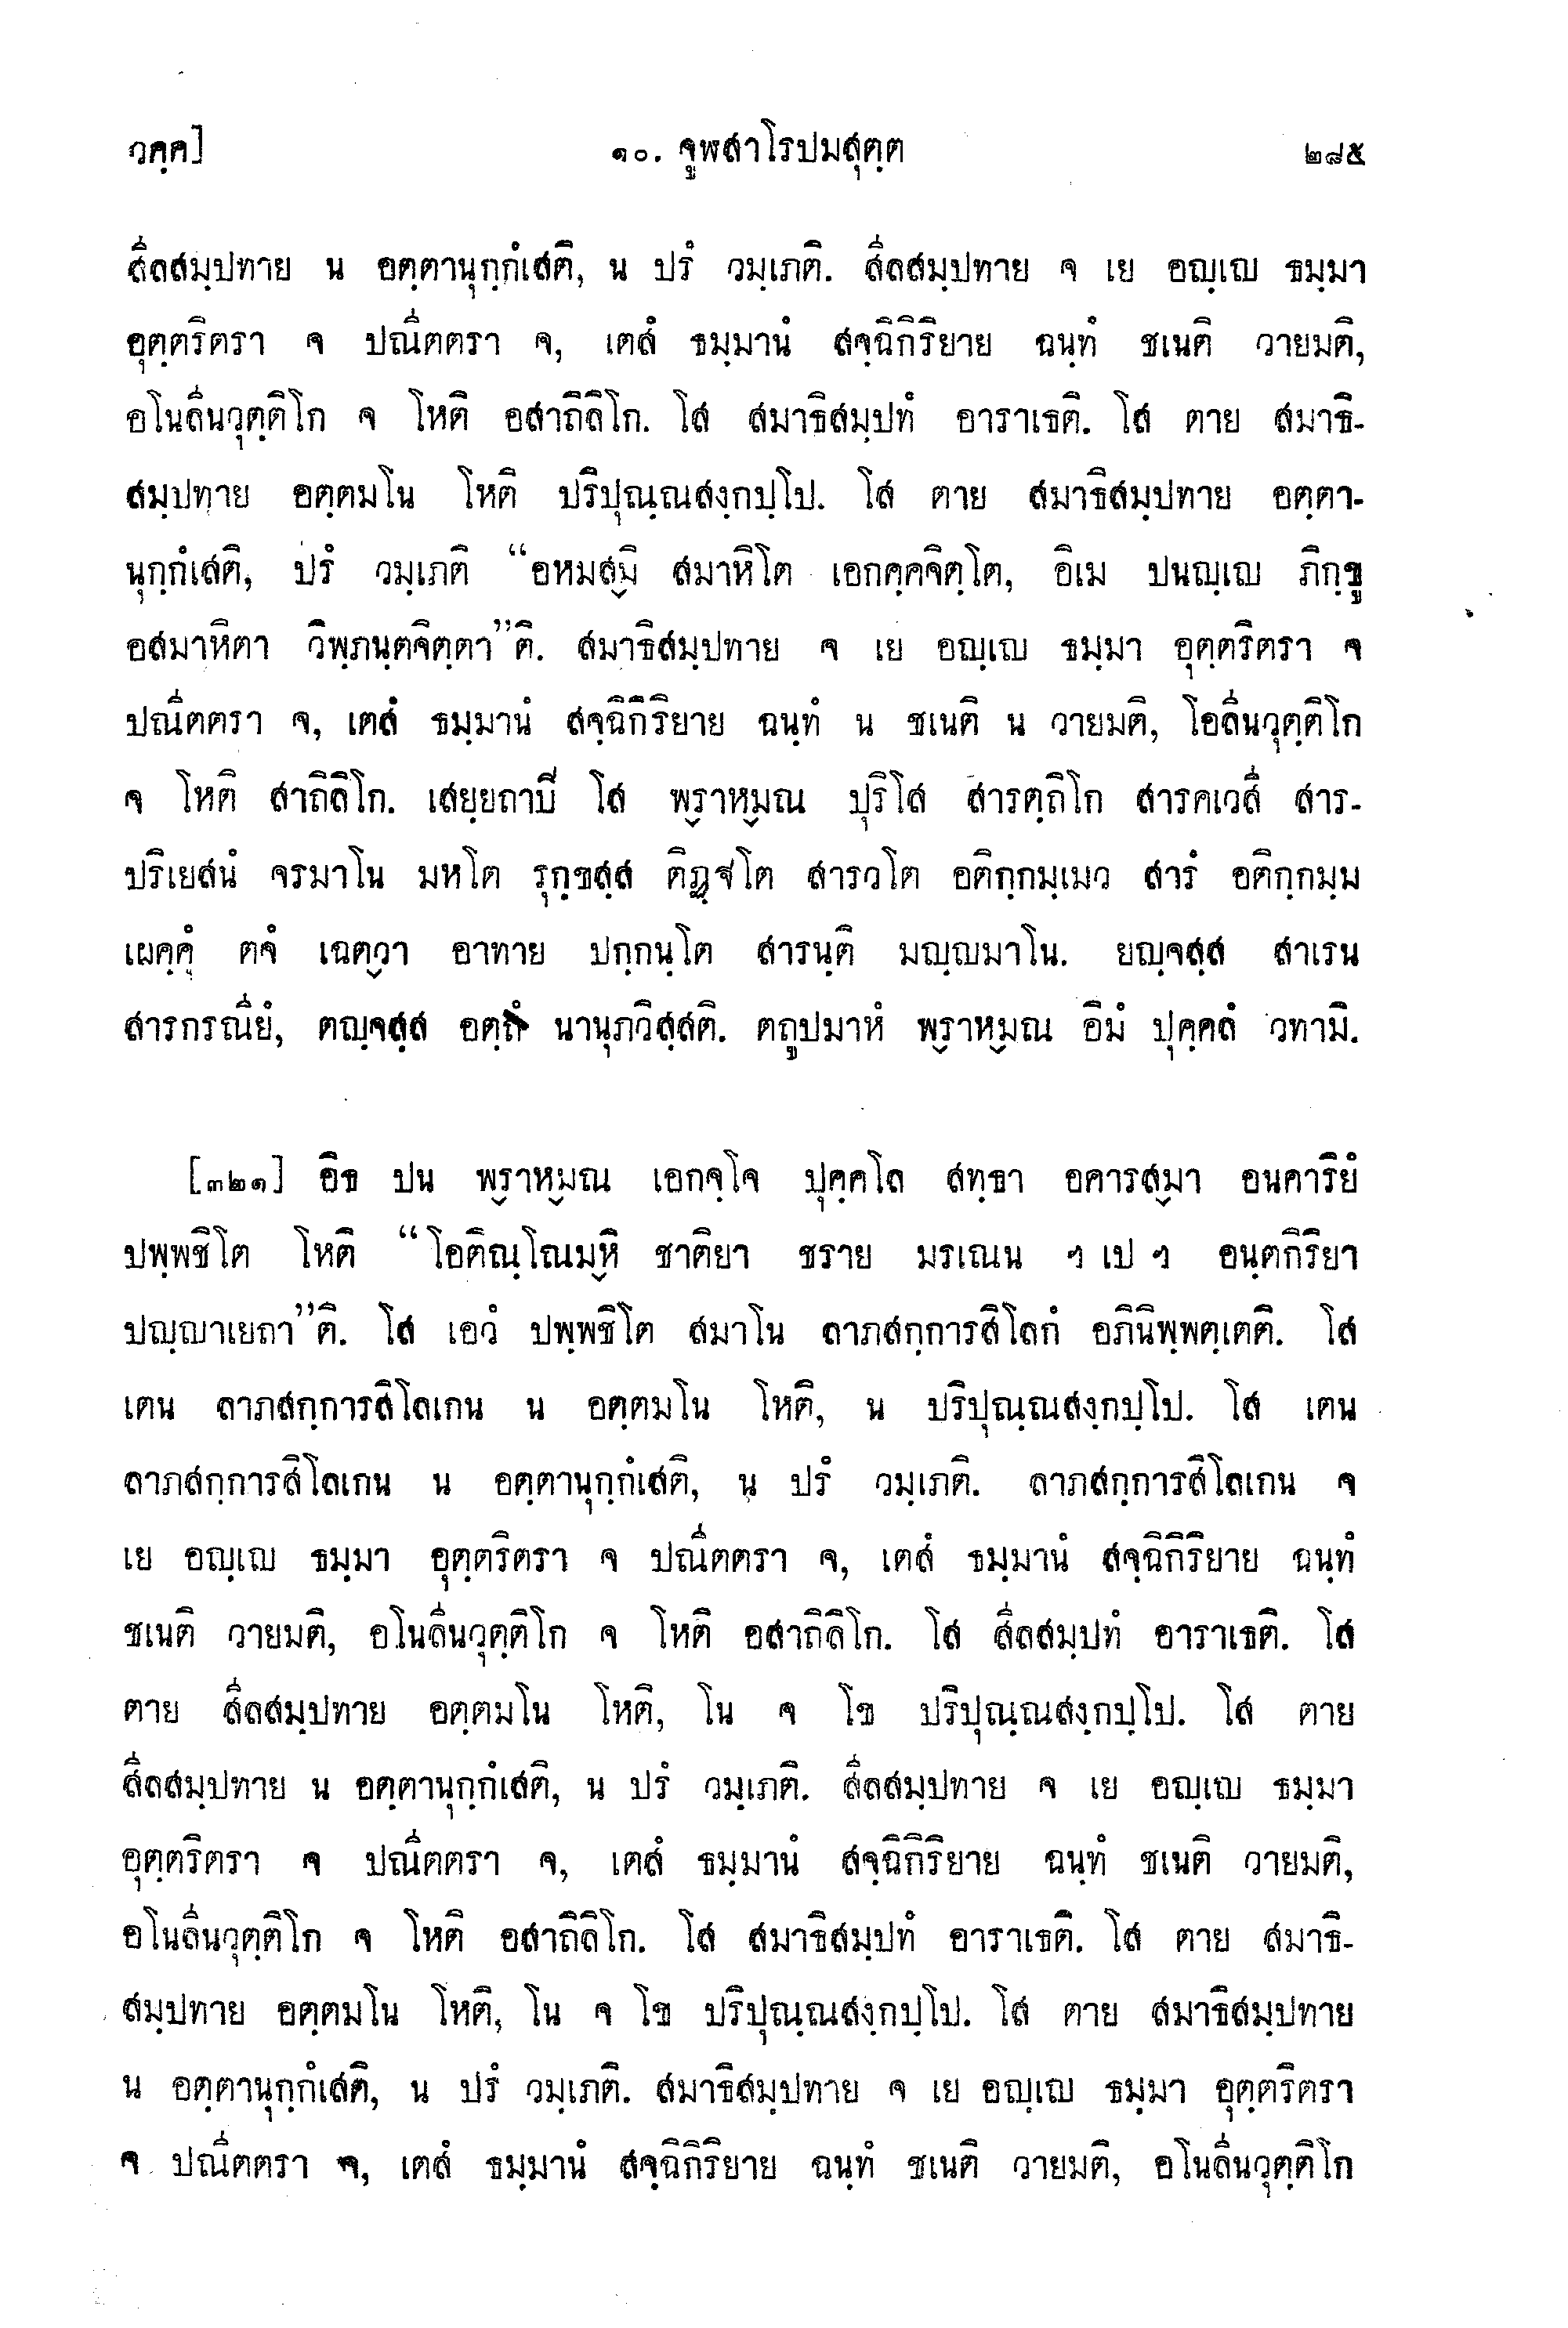 วคฺค]
๑๐. จูฬสาโรปมสุตฺต
๒๘๕
สีลสมฺปทาย น อตฺตานุกฺกํเสติ, น ปรํ วมฺเภติ. สีลสมฺปทาย จ เย อญฺเญ ธมฺมา
อุตฺตริตรา จ ปณีตตรา จ, เตสํ ธมฺมานํ สจฺฉิกิริยาย ฉนฺทํ ชเนติ วายมติ,
อโนลีนวุตฺติโก จ โหติ อสาถิลิโก. โส สมาธิสมฺปทํ อาราเธติ. โส ตาย สมาธิ-
สมฺปทาย อตฺตมโน โหติ ปริปุณฺณสงฺกปฺโป. โส ตาย สมาธิสมฺปทาย อตฺตา-
นุกฺกํเสติ, ปรํ วมฺเภติ “อหมสฺมิ สมาหิโต เอกคฺคจิตฺโต, อิเม ปนญฺเญ ภิกฺขู
อสมาหิตา วิพฺภนฺตจิตฺตา”ติ. สมาธิสมฺปทาย จ เย อญฺเญ ธมฺมา อุตฺตริตรา จ
ปณีตตรา จ, เตสํ ธมฺมานํ สจฺฉิกิริยาย ฉนฺทํ น ชเนติ น วายมติ, โอลีนวุตฺติโก
จ โหติ สาถิลิโก. เสยฺยถาปิ โส พฺราหฺมณ ปุริโส สารตฺถิโก สารคเวสี สาร-
ปริเยสนํ จรมาโน มหโต รุกฺขสฺส ติฏฺฐโต สารวโต อติกฺกมฺเมว สารํ อติกฺกมฺม
เผคฺคุํ ตจํ เฉตฺวา อาทาย ปกฺกนฺโต สารนฺติ มญฺญมาโน. ยญฺจสฺส สาเรน
สารกรณียํ, ตญฺจสฺส อตฺถํ นานุภวิสฺสติ. ตถูปมาหํ พฺราหฺมณ อิมํ ปุคฺคลํ วทามิ.
[๓๒๑] อิธ ปน พฺราหฺมณ เอกจฺโจ ปุคฺคโล สทฺธา อคารสฺมา อนคาริยํ
ปพฺพชิโต โหติ “โอติณฺโณมฺหิ ชาติยา ชราย มรเณน ฯ เป ฯ อนฺตกิริยา
ปญฺญาเยถา”ติ. โส เอวํ ปพฺพชิโต สมาโน ลาภสกฺการสิโลกํ อภินิพฺพตฺเตติ. โส
เตน ลาภสกฺการสิโลเกน น อตฺตมโน โหติ, น ปริปุณฺณสงฺกปฺโป. โส เตน
ลาภสกฺการสิโลเกน น อตฺตานุกฺกํเสติ, น ปรํ วมฺเภติ. ลาภสกฺการสิโลเกน จ
เย อญฺเญ ธมฺมา อุตฺตริตรา จ ปณีตตรา จ, เตสํ ธมฺมานํ สจฺฉิกิริยาย ฉนฺทํ
ชเนติ วายมติ, อโนลีนวุตฺติโก จ โหติ อสาถิลิโก. โส สีลสมฺปทํ อาราเธติ. โส
ตาย สีลสมฺปทาย อตฺตมโน โหติ, โน จ โข ปริปุณฺณสงฺกปฺโป. โส ตาย
สีลสมฺปทาย น อตฺตานุกฺกํเสติ, น ปรํ วมฺเภติ. สีลสมฺปทาย จ เย อญฺเญ ธมฺมา
อุตฺตริตรา จ ปณีตตรา จ, เตสํ ธมฺมานํ สจฺฉิกิริยาย ฉนฺทํ ชเนติ วายมติ,
อโนลีนวุตฺติโก จ โหติ อสาถิลิโก. โส สมาธิสมฺปทํ อาราเธติ. โส ตาย สมาธิ-
สมฺปทาย อตฺตมโน โหติ, โน จ โข ปริปุณฺณสงฺกปฺโป. โส ตาย สมาธิสมฺปทาย
น อตฺตานุกฺกํเสติ, น ปรํ วมฺเภติ. สมาธิสมฺปทาย จ เย อญฺเญ ธมฺมา อุตฺตริตรา
จ ปณีตตรา จ, เตสํ ธมฺมานํ สจฺฉิกิริยาย ฉนฺทํ ชเนติ วายมติ, อโนลีนวุตฺติโก